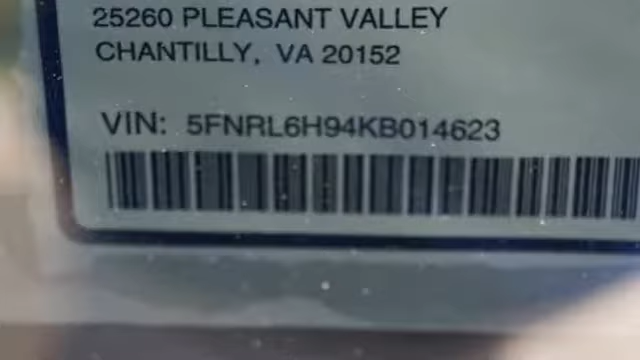 25260 PLEASANT VALLEY
CHANTILLY, VA 20152
VIN: 5FNRL6H94KB014623